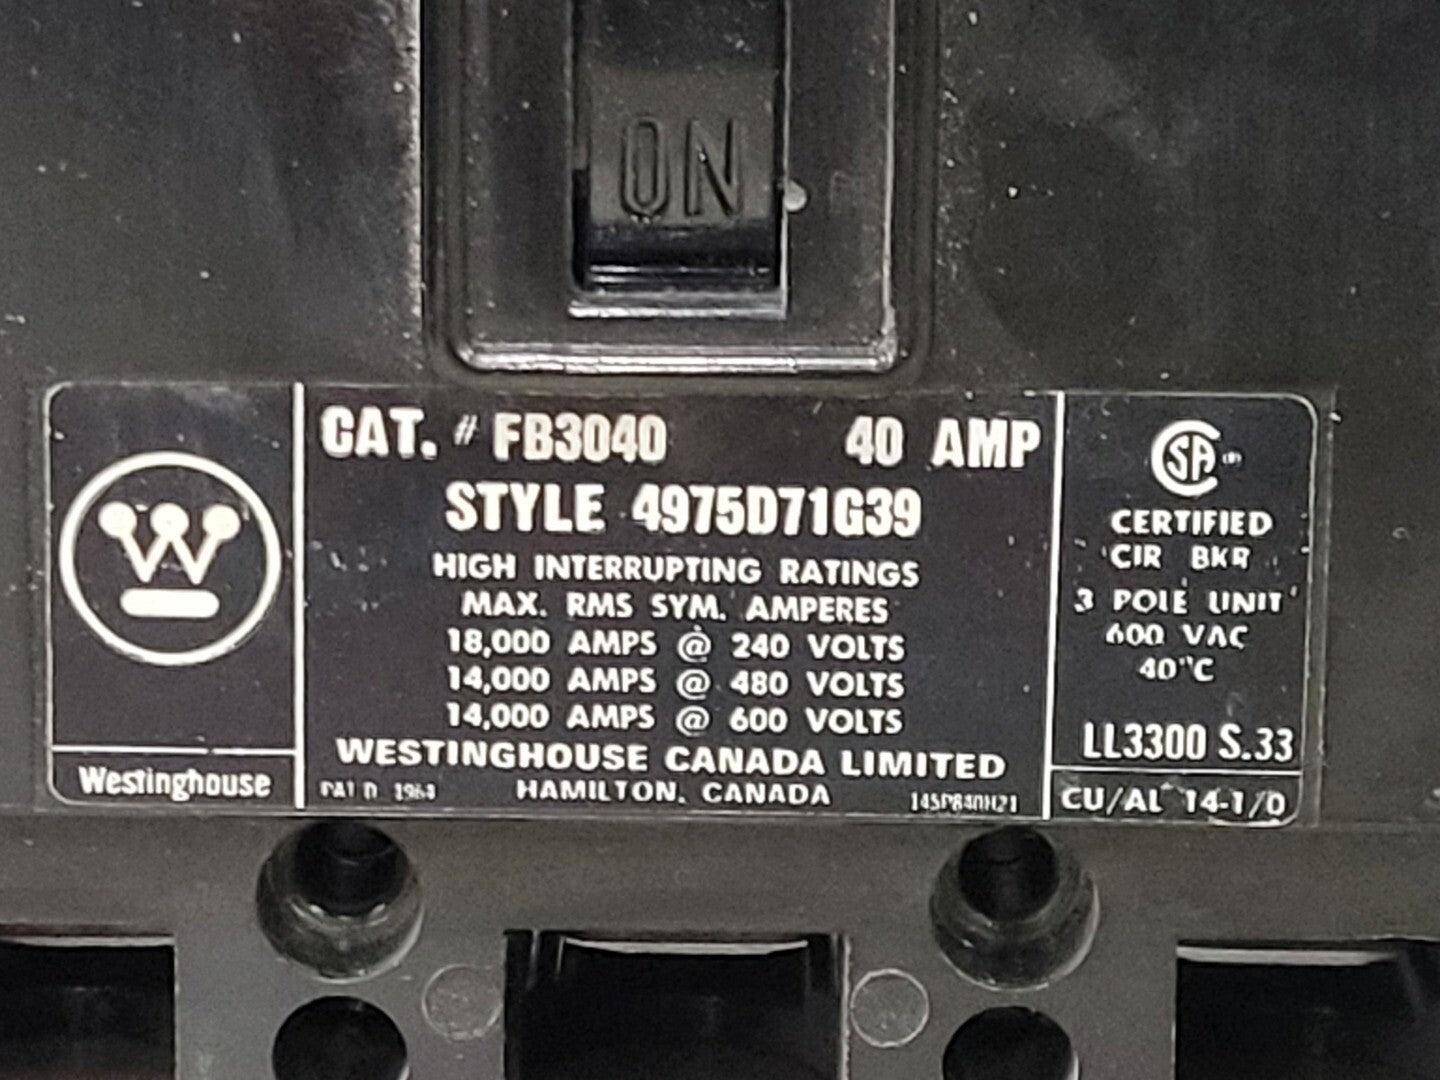 ON
CAT. # FB3040 40 AMP
STYLE 4975D71G39
HIGH INTERRUPTING RATINGS
MAX. RMS SYM. AMPERES
18,000 AMPS @ 240 VOLTS
14,000 AMPS @ 480 VOLTS
14,000 AMPS @ 600 VOLTS
WESTINGHOUSE CANADA LIMITED
HAMILTON, CANADA
W
Westinghouse
PAT'D
CSA
CERTIFIED
CIR BKR
3 POLE UNIT
600 VAC
40°C
LL3300 S.33
CU/AL 14-1/0